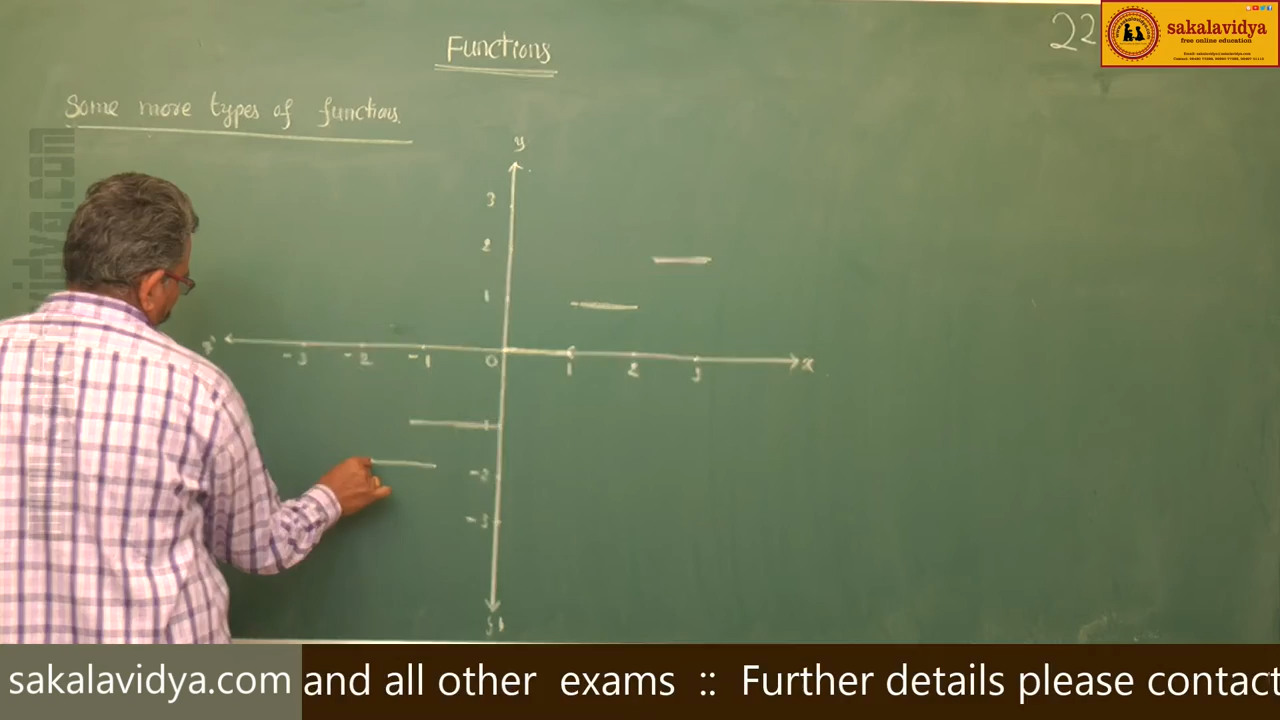 Functions
22
sakalavidya
free online education
Some more types of functions.
y
3
2
1
x'
-3
-2
-1
0
1
2
3
x
-2
-3
y'
sakalavidya.com and all other exams :: Further details please contact